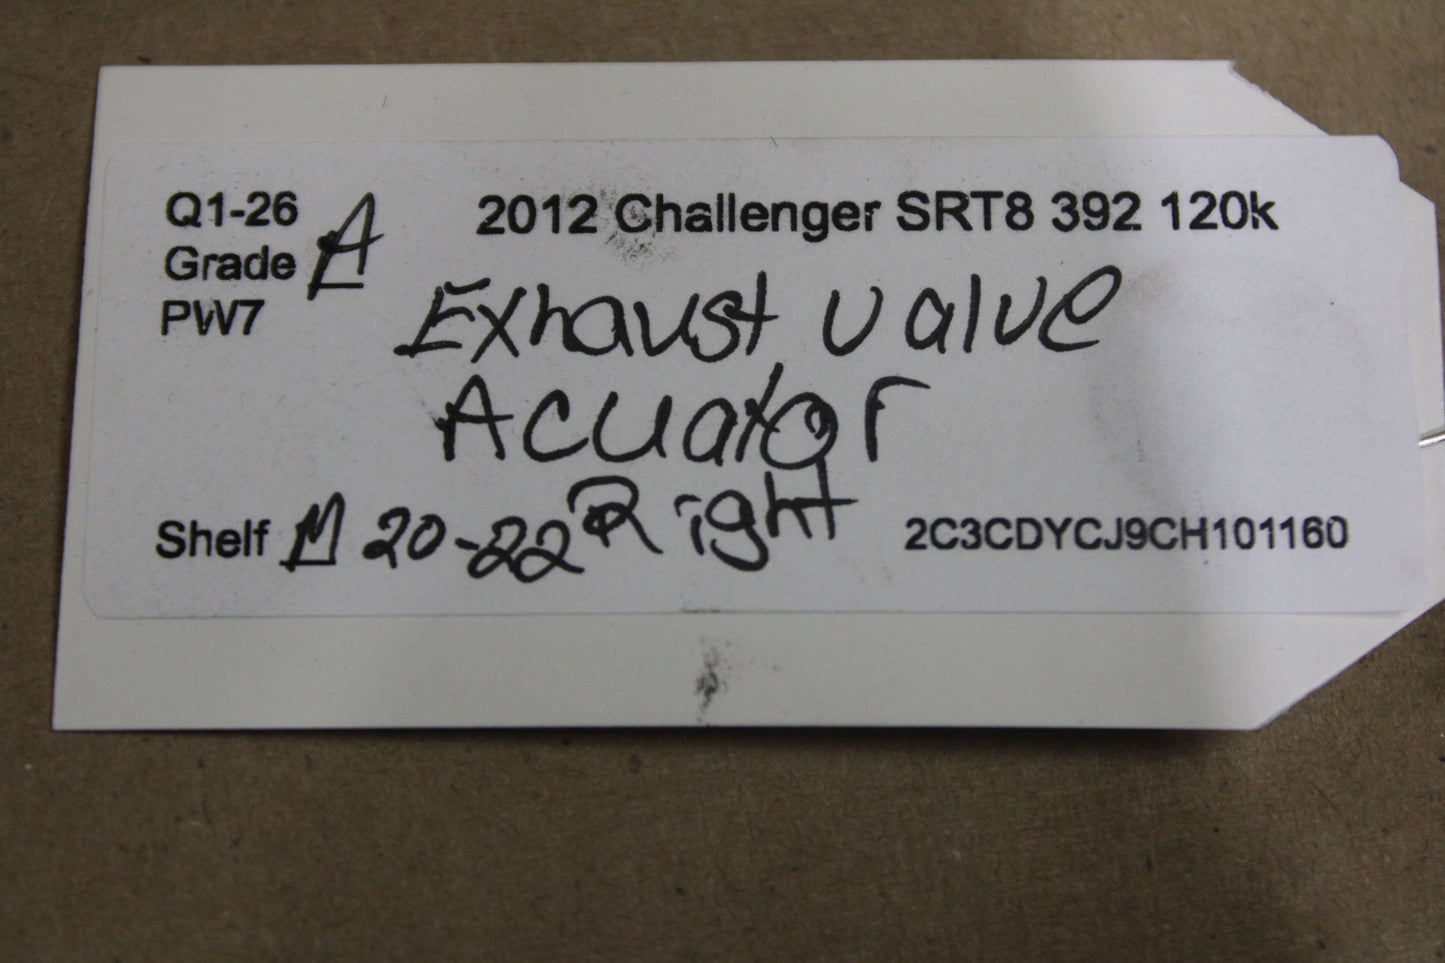 Q1-26
Grade A
PW7
2012 Challenger SRT8 392 120k
Exhaust valve
Acuator
Right
Shelf M 20-22
2C3CDYCJ9CH101160